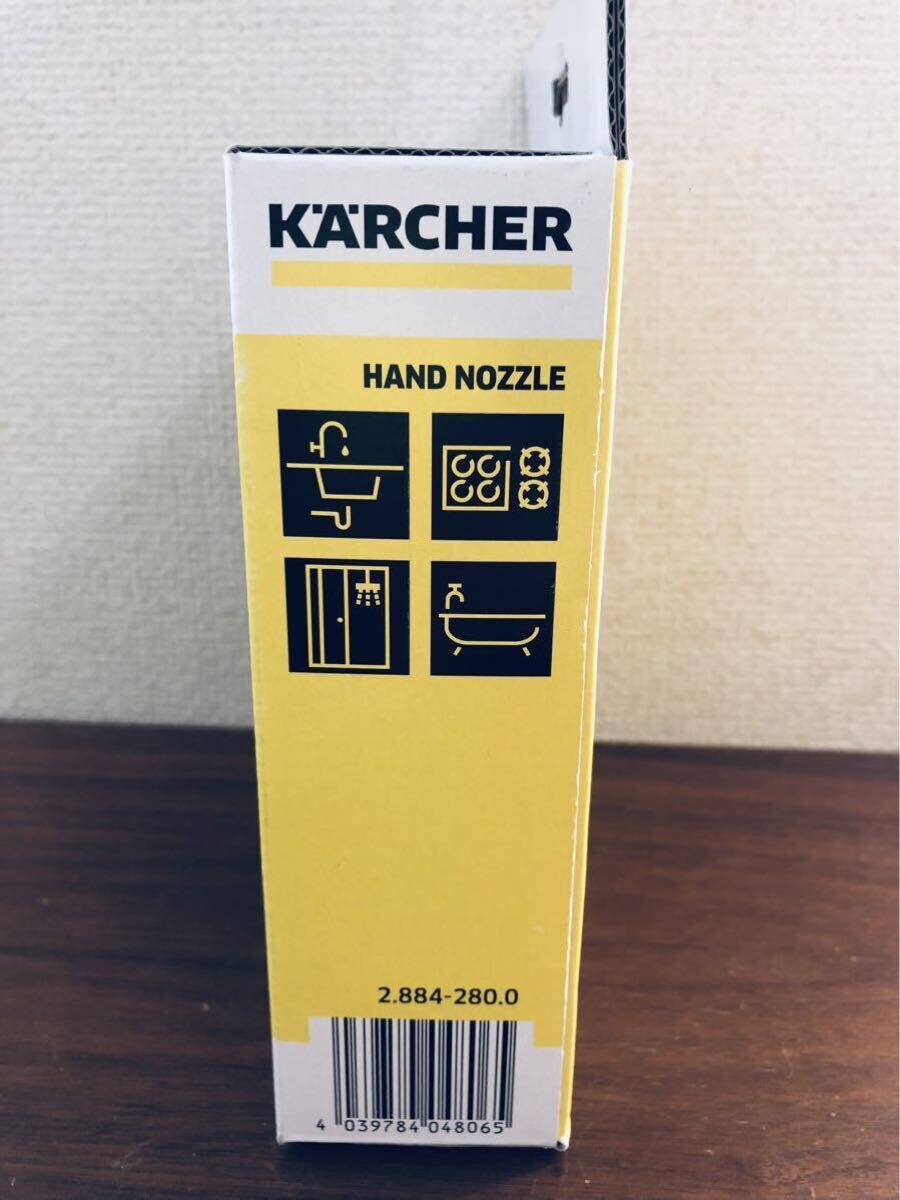 KÄRCHER
HAND NOZZLE
2.884-280.0
4 039784 048065